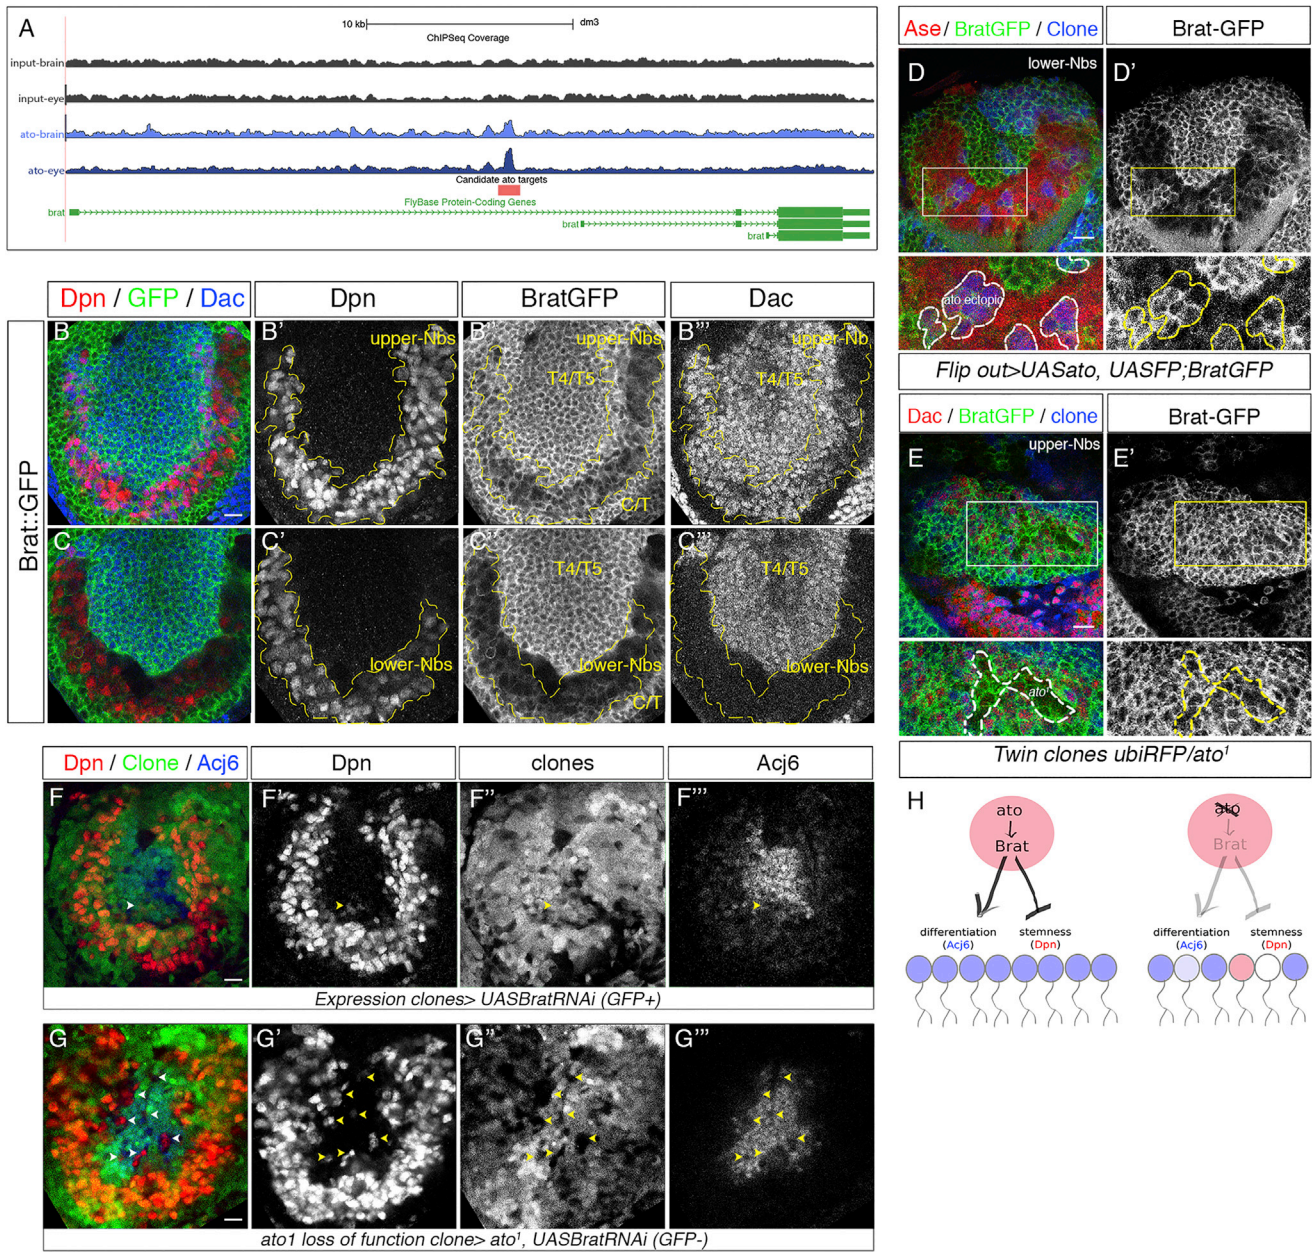 A
10 kb
dm3
ChIPSeq Coverage
input-brain
input-eye
ato-brain
ato-eye
Candidate ato targets
FlyBase Protein-Coding Genes
brat
brat
brat
Dpn / GFP / Dac
Dpn
BratGFP
Dac
Brat::GFP
B
B'
upper-Nbs
B''
upper-Nbs
T4/T5
C/T
B'''
upper-Nb
T4/T5
C
C'
lower-Nbs
C''
T4/T5
lower-Nbs
C/T
C'''
T4/T5
lower-Nbs
Ase/ BratGFP / Clone
Brat-GFP
D
lower-Nbs
D'
ato ectopic
Flip out>UASato, UASFP;BratGFP
Dac / BratGFP / clone
Brat-GFP
E
upper-Nbs
E'
ato¹
Twin clones ubiRFP/ato¹
Dpn / Clone / Acj6
Dpn
clones
Acj6
F
F'
F''
F'''
Expression clones> UASBratRNAi (GFP+)
G
G'
G''
G'''
ato1 loss of function clone> ato¹, UASBratRNAi (GFP-)
H
ato
Brat
differentiation
(Acj6)
stemness
(Dpn)
ato
Brat
differentiation
(Acj6)
stemness
(Dpn)